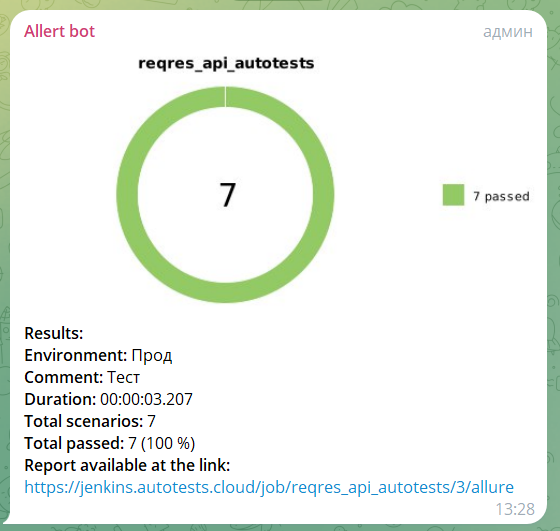 Allert bot админ
reqres_api_autotests
7
7 passed
Results:
Environment: Прод
Comment: Тест
Duration: 00:00:03.207
Total scenarios: 7
Total passed: 7 (100 %)
Report available at the link:
https://jenkins.autotests.cloud/job/reqres_api_autotests/3/allure
13:28